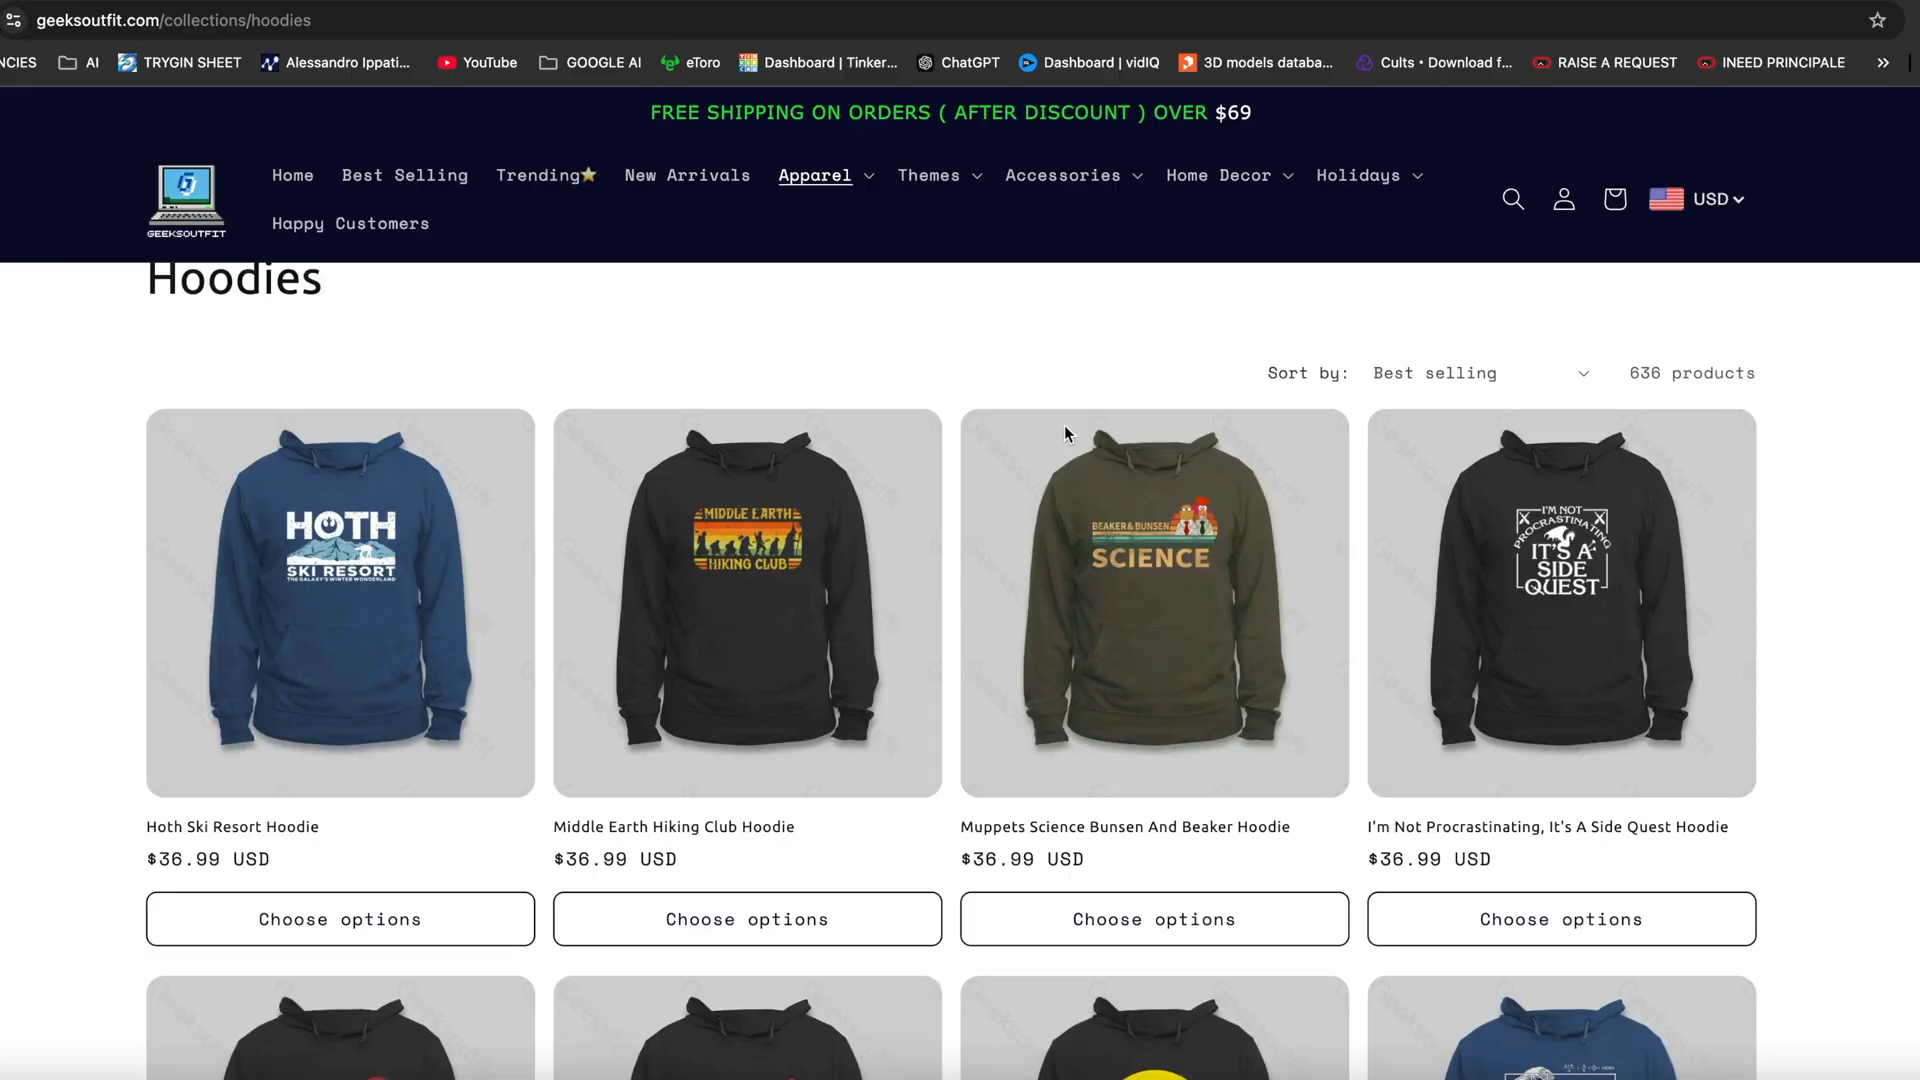 geeksoutfit.com/collections/hoodies
NCIES AI TRYGIN SHEET Alessandro Ippati... YouTube GOOGLE AI eToro Dashboard | Tinker... ChatGPT Dashboard | vidIQ 3D models databa... Cults • Download f... RAISE A REQUEST INEED PRINCIPALE »
FREE SHIPPING ON ORDERS ( AFTER DISCOUNT ) OVER $69
GEEKSOUTFIT
Home Best Selling Trending⭐ New Arrivals Apparel Themes Accessories Home Decor Holidays
Happy Customers
USD
Hoodies
Sort by: Best selling 636 products
HOTH
SKI RESORT
THE GALAXY'S WINTER WONDERLAND
MIDDLE EARTH
HIKING CLUB
BEAKER & BUNSEN
SCIENCE
I'M NOT
PROCRASTINATING
IT'S A
SIDE
QUEST
Hoth Ski Resort Hoodie
$36.99 USD
Choose options
Middle Earth Hiking Club Hoodie
$36.99 USD
Choose options
Muppets Science Bunsen And Beaker Hoodie
$36.99 USD
Choose options
I'm Not Procrastinating, It's A Side Quest Hoodie
$36.99 USD
Choose options